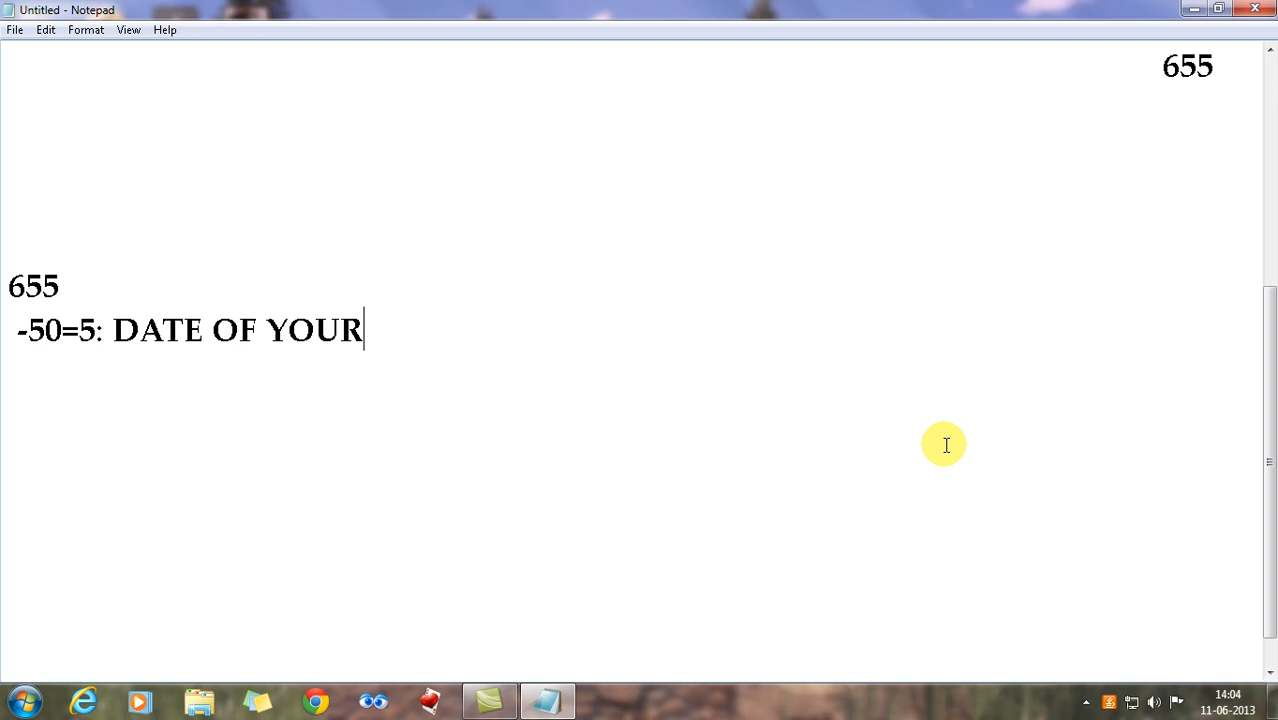 Untitled - Notepad
File Edit Format View Help
655
655
-50=5: DATE OF YOUR
14:04
11-06-2013